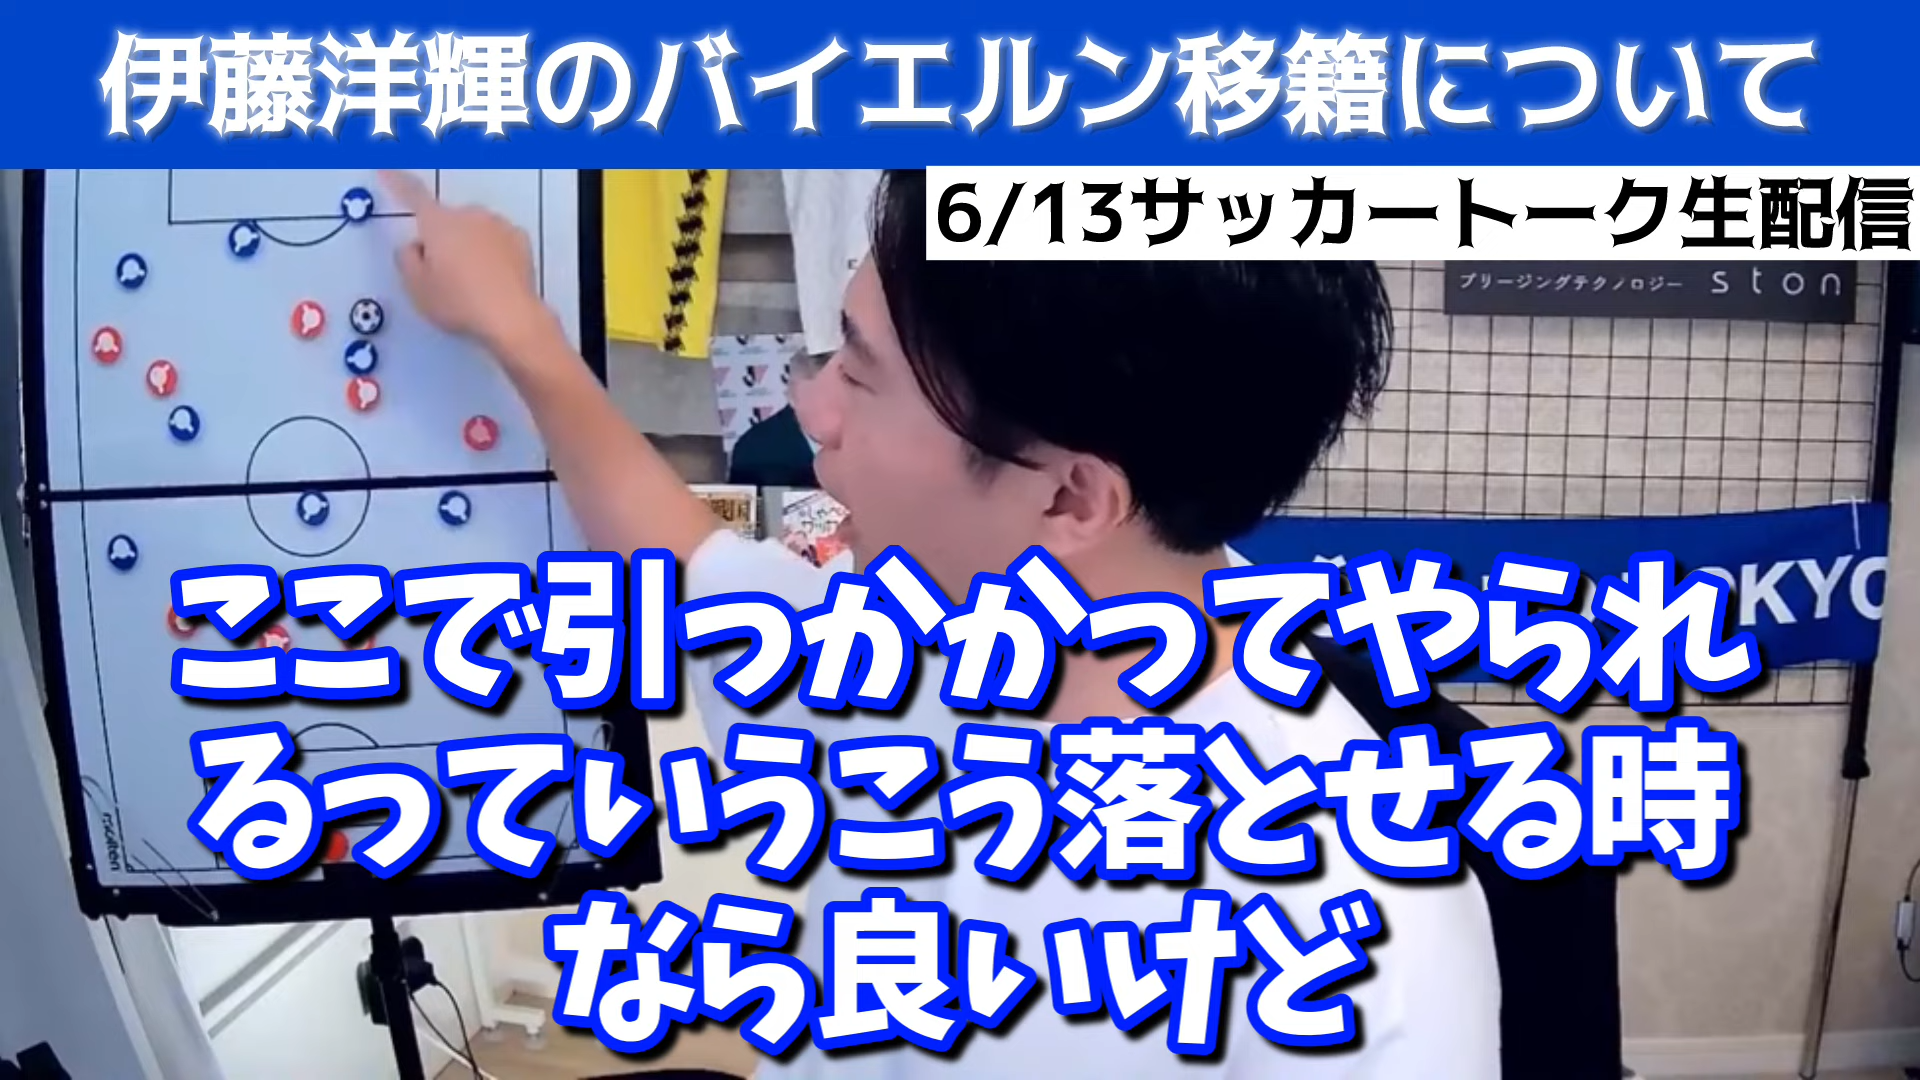 伊藤洋輝のバイエルン移籍について
6/13サッカートーク生配信
ブリージングテクノロジー ston
TOKYO
ここで引っかかってやられ
るっていうこう落とせる時
なら良いけど